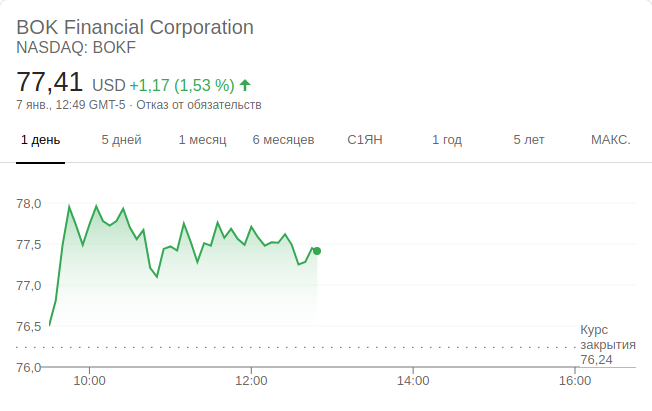 BOK Financial Corporation
NASDAQ: BOKF
77,41 USD +1,17 (1,53 %)
7 янв., 12:49 GMT-5 · Отказ от обязательств
1 день 5 дней 1 месяц 6 месяцев С1ЯН 1 год 5 лет МАКС.
78,0
77,5
77,0
76,5
76,0
Курс
закрытия
76,24
10:00 12:00 14:00 16:00